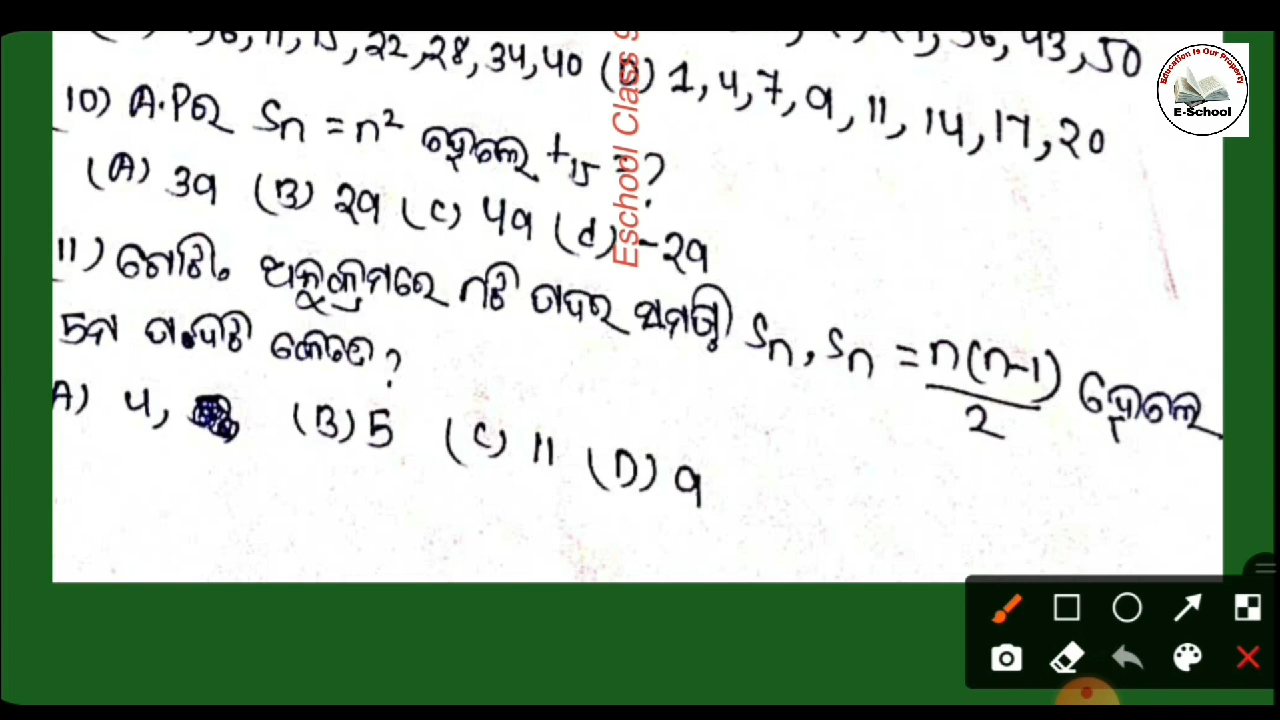 11, 15, 22, 28, 34, 40 (D) 1, 4, 7, 9, 11, 14, 17, 20
36, 43, 50
10) A.Pର Sn = n² ହେଲେ t15 = ?
(A) 39 (B) 29 (C) 49 (d) -29
11) ଗୋଟିଏ ଅନୁକ୍ରମରେ nଟି ପଦର ସମଷ୍ଟି Sn, Sn = n(n-1)/2 ହେଲେ
5ମ ପଦଟି କେତେ?
A) 4, (B) 5 (C) 11 (D) 9
Eschool Class 9
Education Is Our Property
E-School